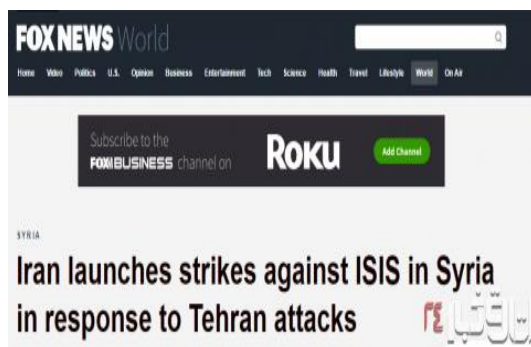 FOX NEWS World
Home Video Politics U.S. Opinion Business Entertainment Tech Science Health Travel Lifestyle World On Air
Subscribe to the
FOX BUSINESS channel on
ROKU
Add Channel
SYRIA
Iran launches strikes against ISIS in Syria
in response to Tehran attacks
۲۴